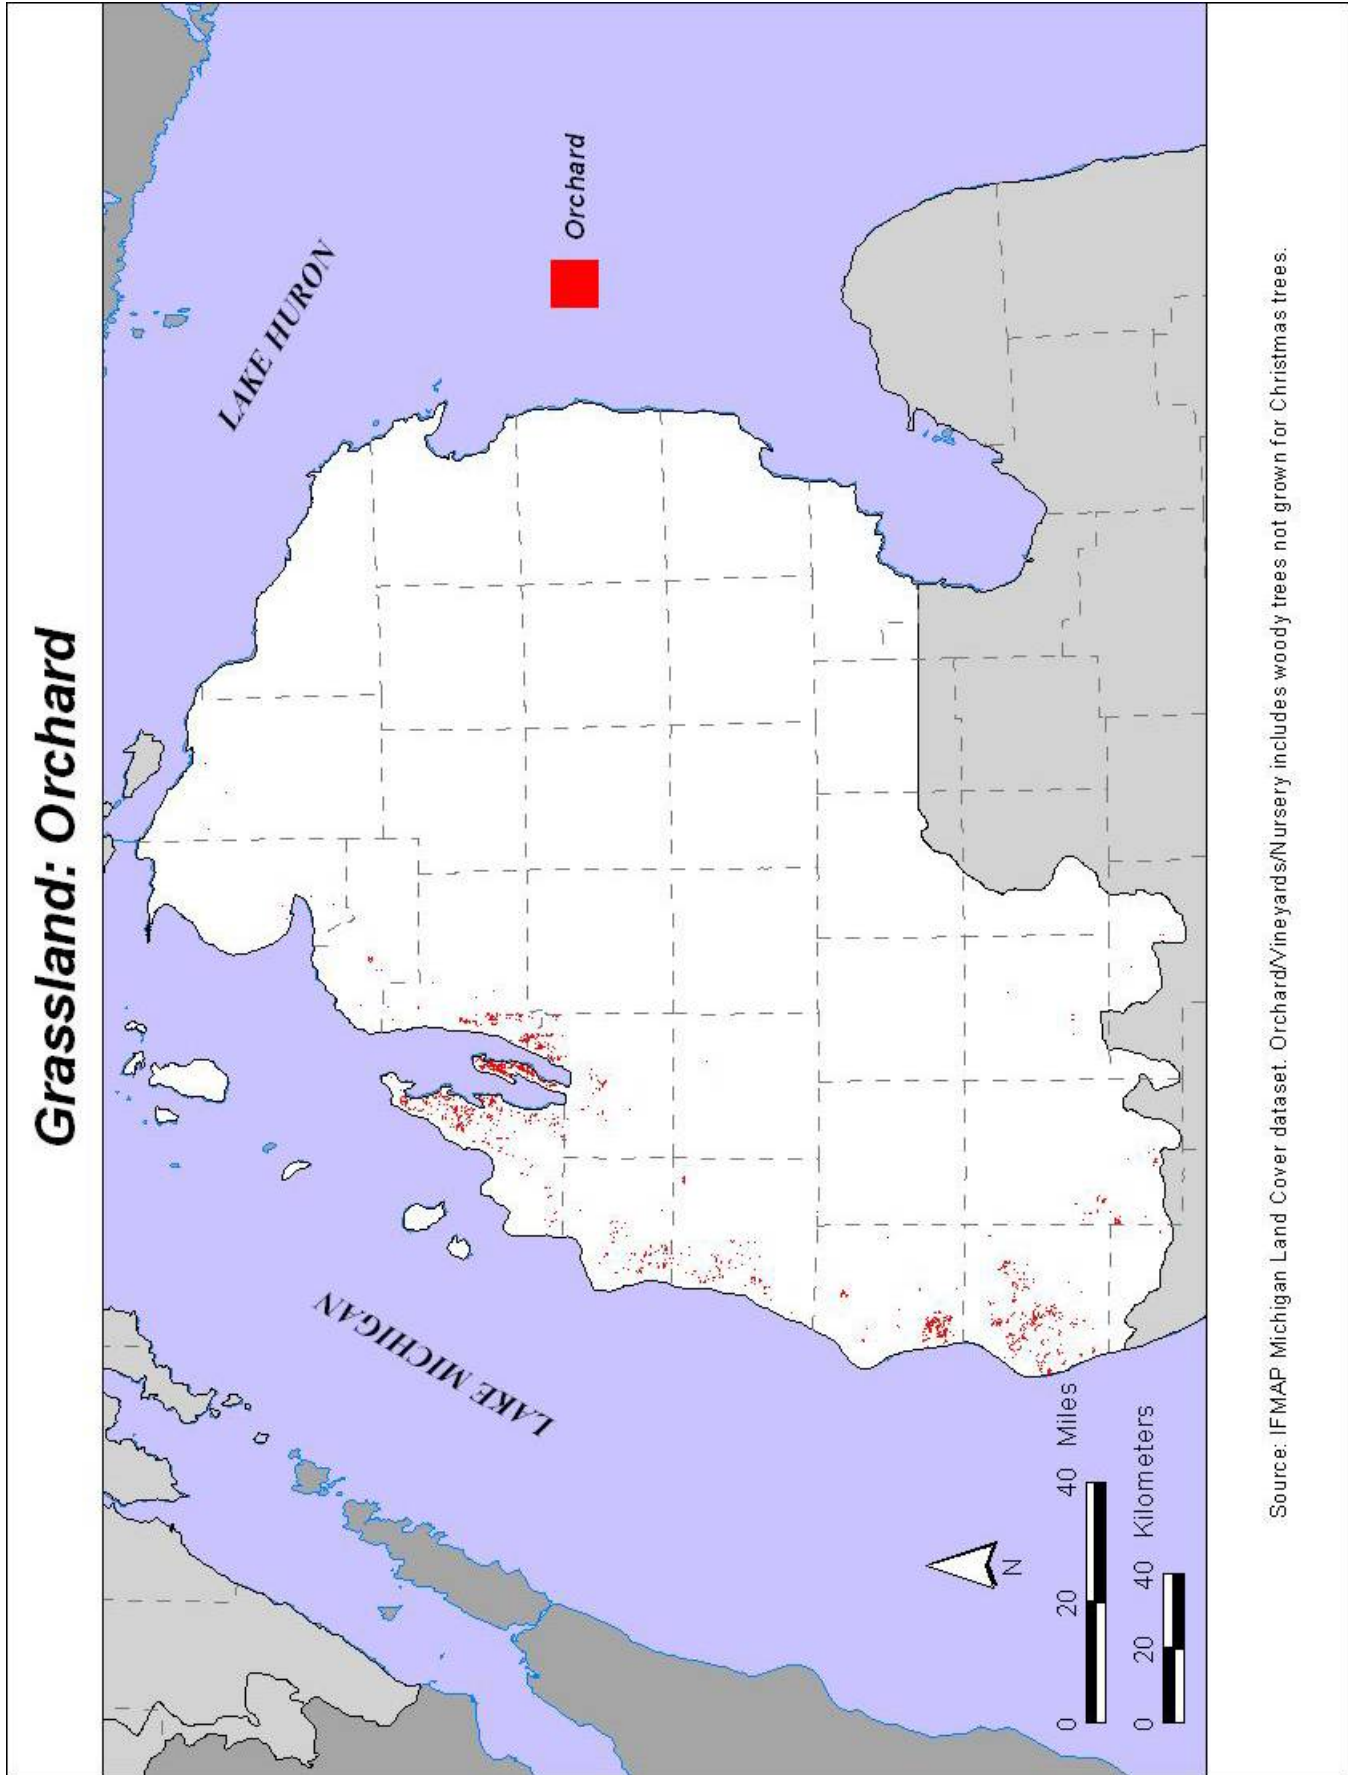 Grassland: Orchard
LAKE HURON
Orchard
LAKE MICHIGAN
N
0 20 40 Miles
0 20 40 Kilometers
Source: IFMAP Michigan Land Cover dataset. Orchard/Vineyards/Nursery includes woody trees not grown for Christmas trees.